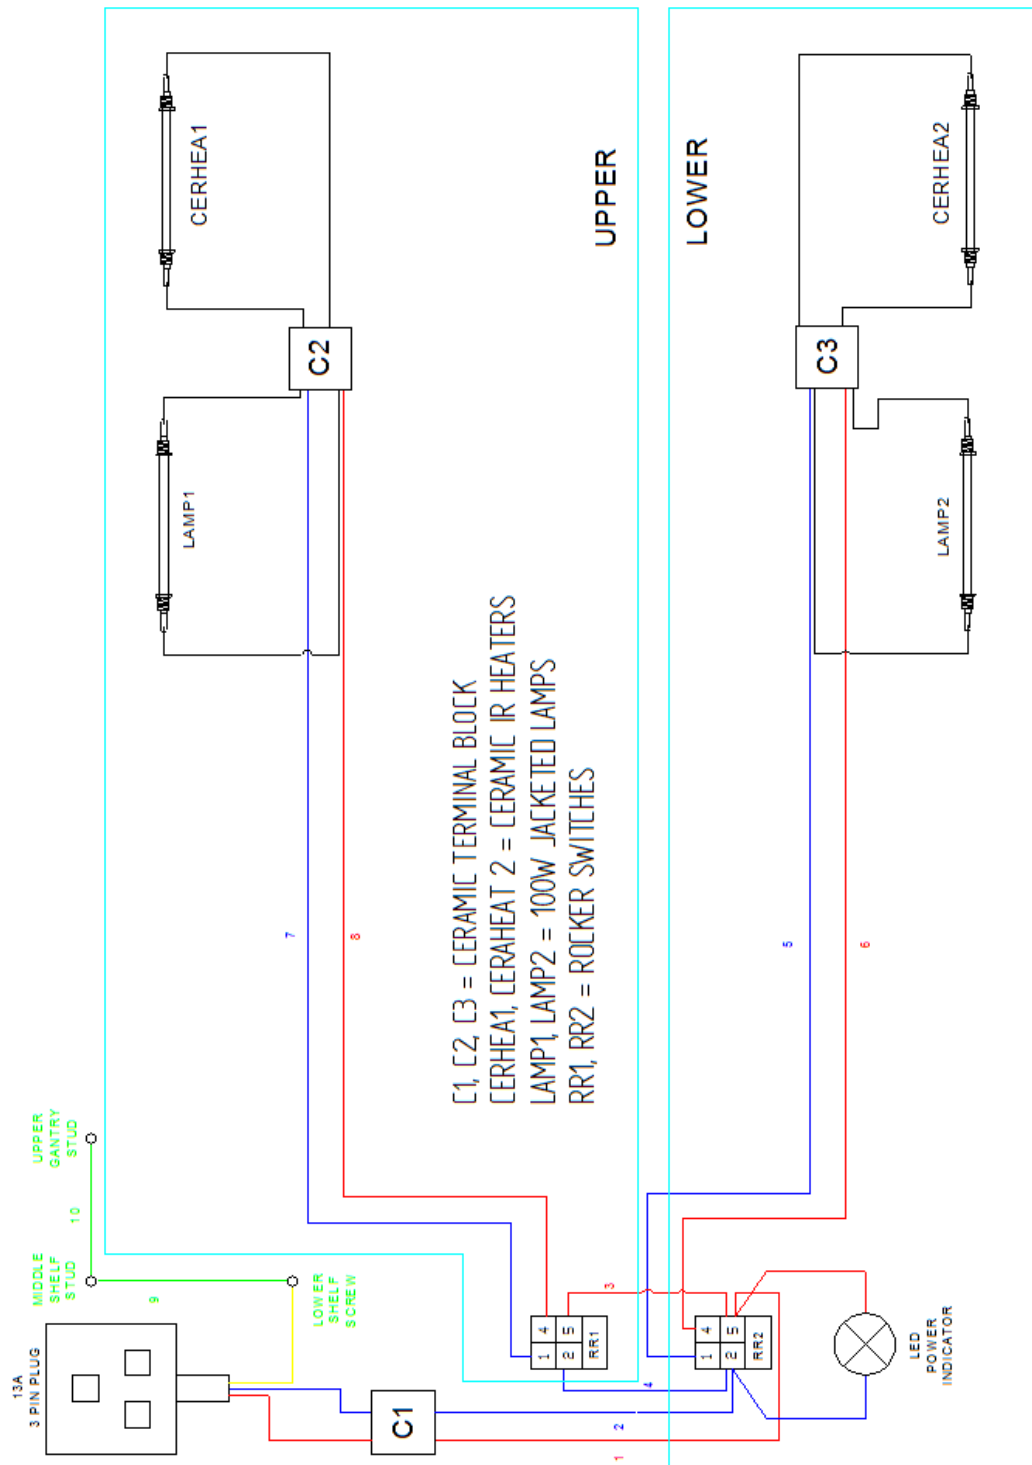 13A
3 PIN PLUG
MIDDLE
SHELF
STUD
UPPER
GANTRY
STUD
10
9
LOWER
SHELF
SCREW
LAMP1
CERHEA1
C2
7
8
UPPER
C1, C2, C3 = CERAMIC TERMINAL BLOCK
CERHEA1, CERAHEAT 2 = CERAMIC IR HEATERS
LAMP1, LAMP2 = 100W JACKETED LAMPS
RR1, RR2 = ROCKER SWITCHES
C1
1
2
3
4
1 4
2 5
RR1
LOWER
1 4
2 5
RR2
5
6
C3
LAMP2
CERHEA2
LED
POWER
INDICATOR